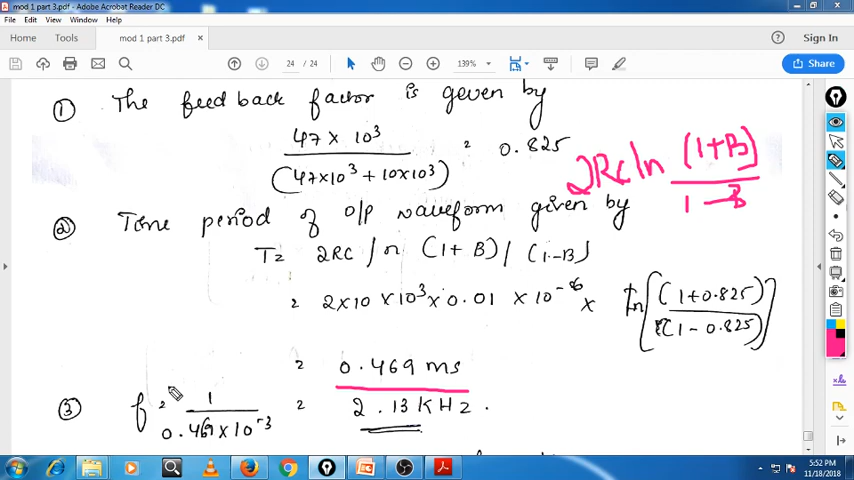 mod 1 part 3.pdf - Adobe Acrobat Reader DC
File Edit View Window Help
Home Tools mod 1 part 3.pdf × Sign In
24 / 24 139% Share
① The feed back factor is given by
47 × 10³ / (47×10³ + 10×10³) = 0.825
2RC ln (1+B) / 1-B
② Time period of o/p waveform given by
T = 2RC / ln (1 + B) / (1-B)
= 2×10 ×10³ × 0.01 × 10⁻⁶ × ln [(1+0.825) / (1-0.825)]
= 0.469 ms
③ f = 1 / 0.469×10⁻³ = 2.13 KHz.
5:52 PM
11/18/2018